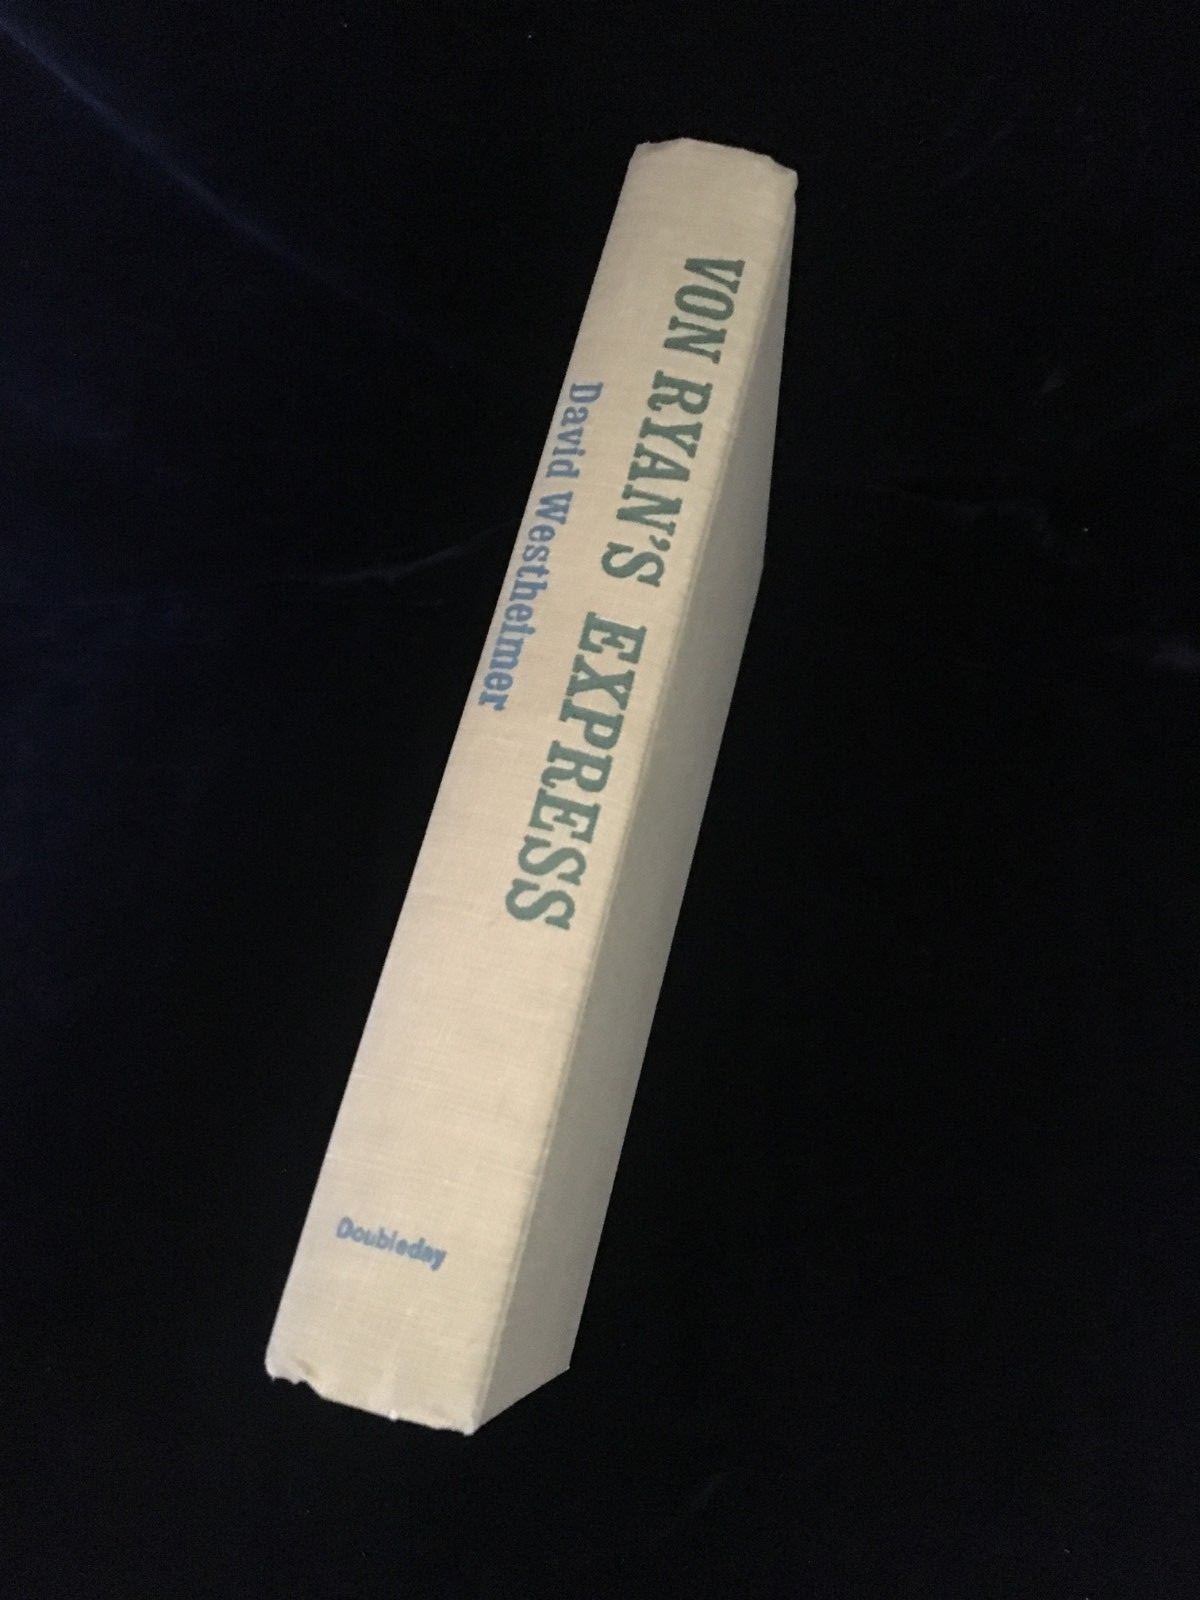 VON RYAN'S EXPRESS
David Westheimer
Doubleday